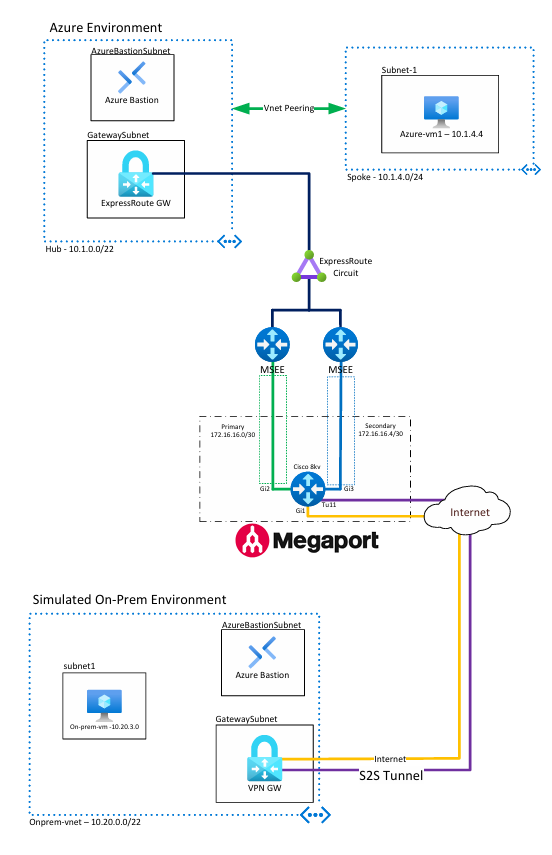 Azure Environment
AzureBastionSubnet
Azure Bastion
GatewaySubnet
ExpressRoute GW
Hub - 10.1.0.0/22
Vnet Peering
Subnet-1
Azure-vm1 – 10.1.4.4
Spoke - 10.1.4.0/24
ExpressRoute
Circuit
MSEE
MSEE
Primary
172.16.16.0/30
Secondary
172.16.16.4/30
Cisco 8kv
Gi2
Gi3
Tu11
Gi1
Internet
Megaport
Simulated On-Prem Environment
AzureBastionSubnet
Azure Bastion
subnet1
On-prem-vm -10.20.3.0
GatewaySubnet
VPN GW
Internet
S2S Tunnel
Onprem-vnet – 10.20.0.0/22